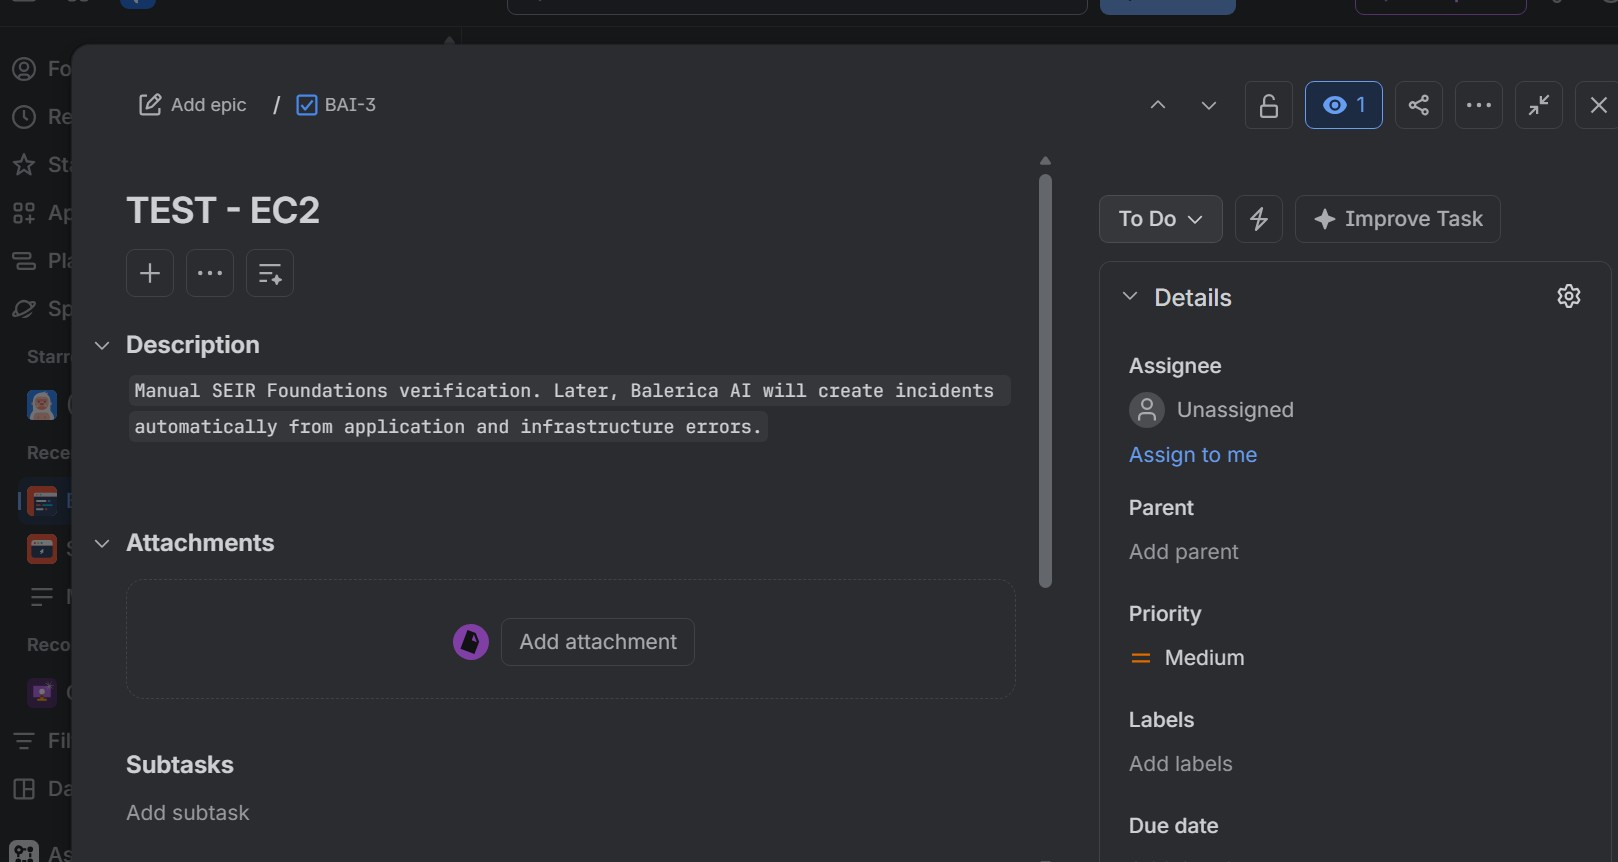 Add epic / BAI-3
1
TEST - EC2
To Do
Improve Task
Description
Manual SEIR Foundations verification. Later, Balerica AI will create incidents
automatically from application and infrastructure errors.
Attachments
Add attachment
Subtasks
Add subtask
Details
Assignee
Unassigned
Assign to me
Parent
Add parent
Priority
Medium
Labels
Add labels
Due date